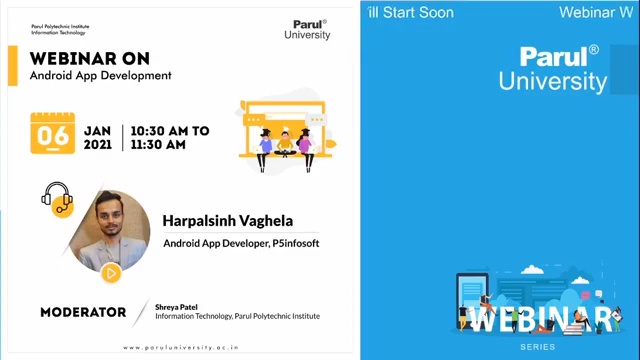 Parul Polytechnic Institute
Information Technology
Parul®
University
WEBINAR ON
Android App Development
06
JAN
2021
10:30 AM TO
11:30 AM
Harpalsinh Vaghela
Android App Developer, P5infosoft
MODERATOR
Shreya Patel
Information Technology, Parul Polytechnic Institute
www.paruluniversity.ac.in
ill Start Soon
Webinar W
Parul®
University
WEBINAR
SERIES